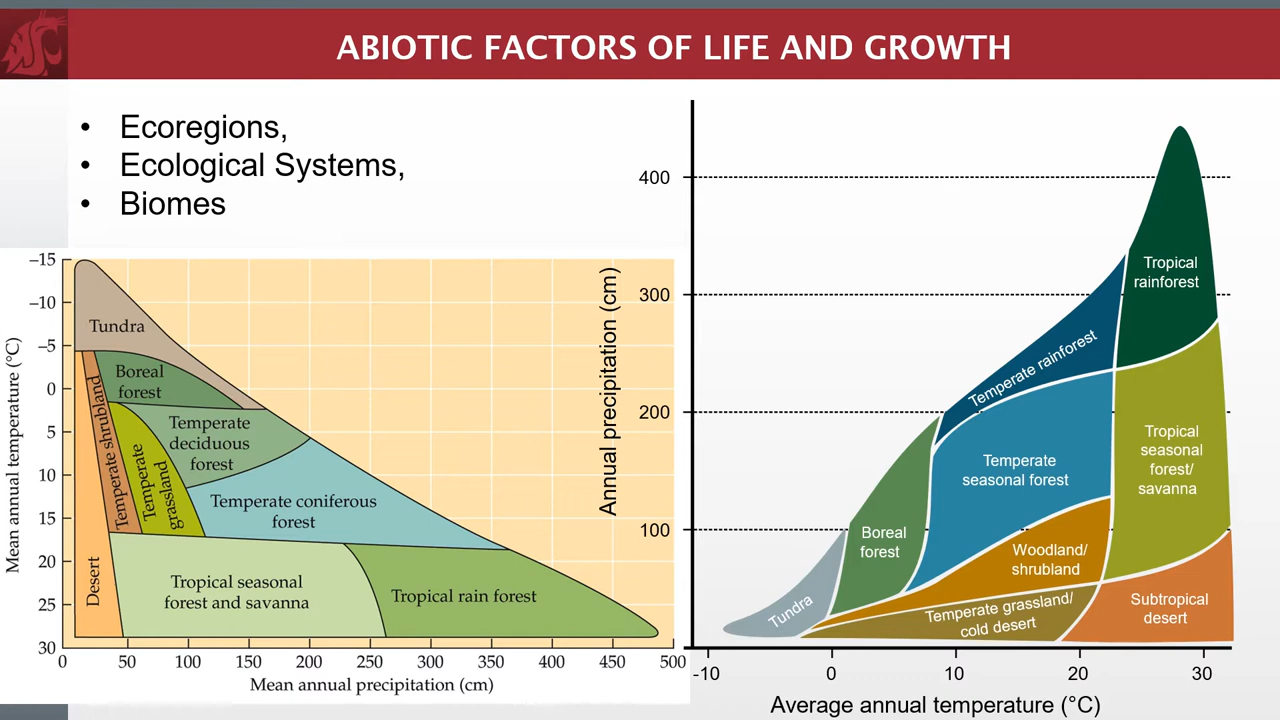 ABIOTIC FACTORS OF LIFE AND GROWTH
• Ecoregions,
• Ecological Systems,
• Biomes
Mean annual temperature (°C)
–15
–10
–5
0
5
10
15
20
25
30
Tundra
Boreal
forest
Temperate shrubland
Temperate
grassland
Temperate
deciduous
forest
Temperate coniferous
forest
Desert
Tropical seasonal
forest and savanna
Tropical rain forest
0 50 100 150 200 250 300 350 400 450 500
Mean annual precipitation (cm)
Annual precipitation (cm)
400
300
200
100
Tropical
rainforest
Temperate rainforest
Tropical
seasonal
forest/
savanna
Temperate
seasonal forest
Boreal
forest
Woodland/
shrubland
Tundra
Temperate grassland/
cold desert
Subtropical
desert
-10 0 10 20 30
Average annual temperature (°C)